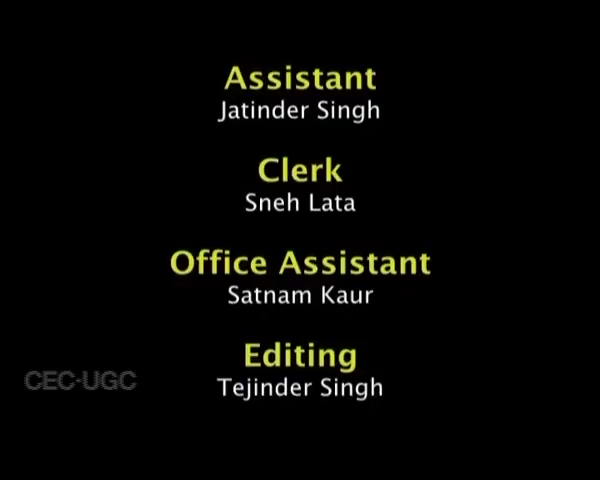 Assistant
Jatinder Singh
Clerk
Sneh Lata
Office Assistant
Satnam Kaur
Editing
CEC-UGC
Tejinder Singh